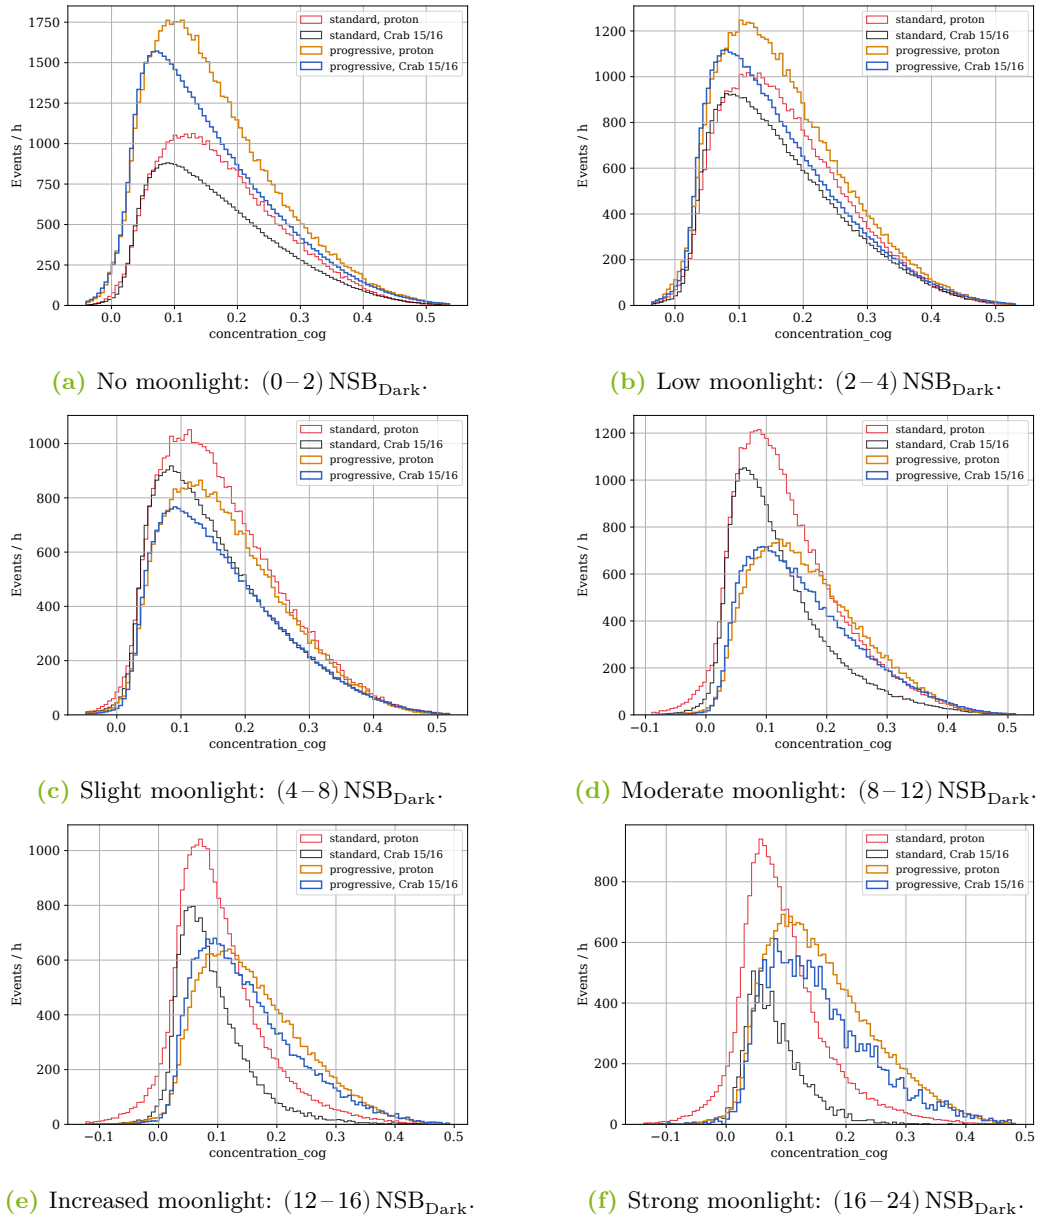 1750
1500
1250
1000
750
500
250
0
Events / h
standard, proton
standard, Crab 15/16
progressive, proton
progressive, Crab 15/16
0.0 0.1 0.2 0.3 0.4 0.5
concentration_cog
(a) No moonlight: (0–2) NSB_Dark.
1200
1000
800
600
400
200
0
Events / h
standard, proton
standard, Crab 15/16
progressive, proton
progressive, Crab 15/16
0.0 0.1 0.2 0.3 0.4 0.5
concentration_cog
(b) Low moonlight: (2–4) NSB_Dark.
1000
800
600
400
200
0
Events / h
standard, proton
standard, Crab 15/16
progressive, proton
progressive, Crab 15/16
0.0 0.1 0.2 0.3 0.4 0.5
concentration_cog
(c) Slight moonlight: (4–8) NSB_Dark.
1200
1000
800
600
400
200
0
Events / h
standard, proton
standard, Crab 15/16
progressive, proton
progressive, Crab 15/16
−0.1 0.0 0.1 0.2 0.3 0.4 0.5
concentration_cog
(d) Moderate moonlight: (8–12) NSB_Dark.
1000
800
600
400
200
0
Events / h
standard, proton
standard, Crab 15/16
progressive, proton
progressive, Crab 15/16
−0.1 0.0 0.1 0.2 0.3 0.4 0.5
concentration_cog
(e) Increased moonlight: (12–16) NSB_Dark.
800
600
400
200
0
Events / h
standard, proton
standard, Crab 15/16
progressive, proton
progressive, Crab 15/16
−0.1 0.0 0.1 0.2 0.3 0.4 0.5
concentration_cog
(f) Strong moonlight: (16–24) NSB_Dark.